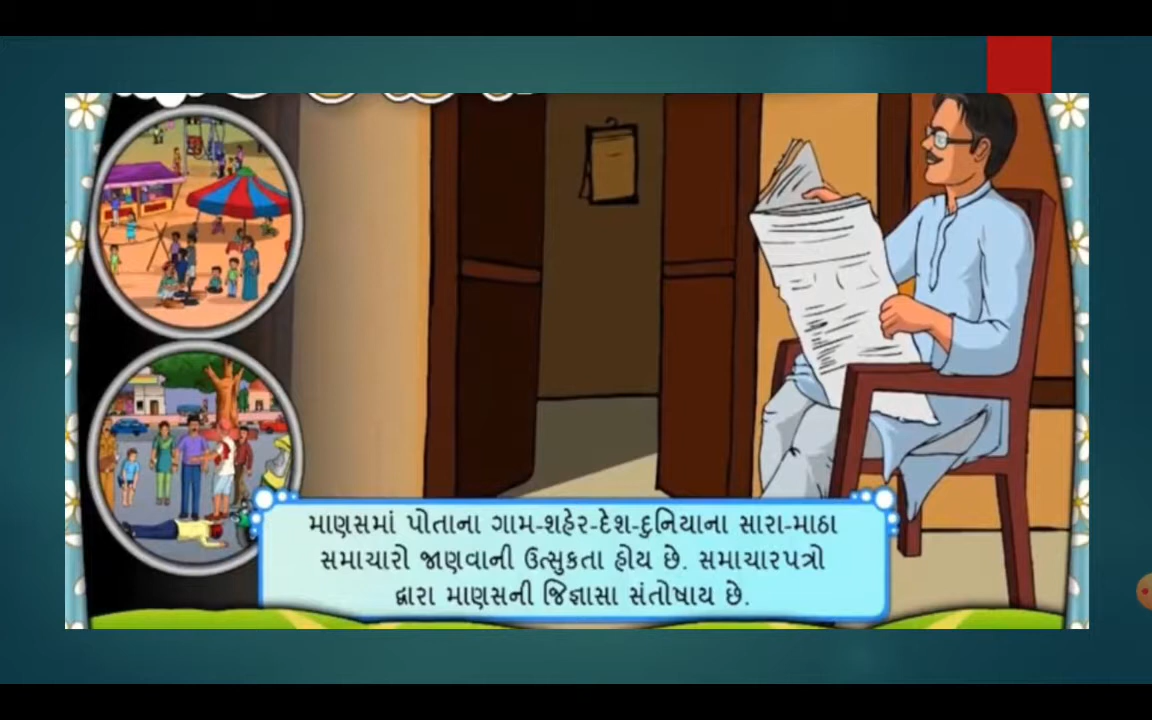 માણસમાં પોતાના ગામ-શહેર-દેશ-દુનિયાના સારા-માઠા
સમાચારો જાણવાની ઉત્સુકતા હોય છે. સમાચારપત્રો
દ્વારા માણસની જિજ્ઞાસા સંતોષાય છે.